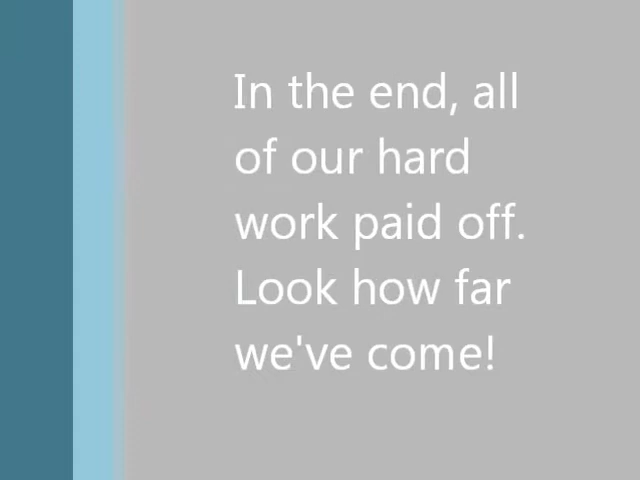 In the end, all
of our hard
work paid off.
Look how far
we've come!